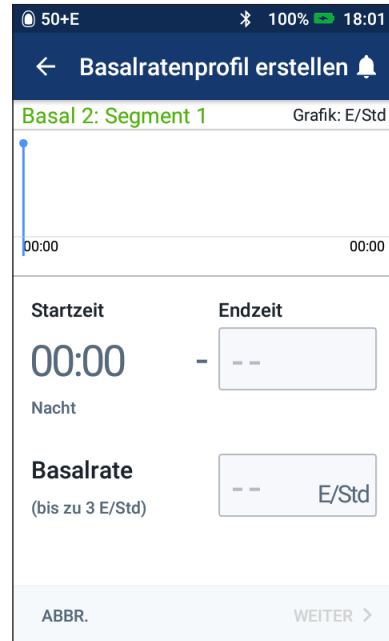 50+E 100% 18:01
Basalratenprofil erstellen
Basal 2: Segment 1 Grafik: E/Std
00:00 00:00
Startzeit Endzeit
00:00 - --
Nacht
Basalrate -- E/Std
(bis zu 3 E/Std)
ABBR. WEITER >